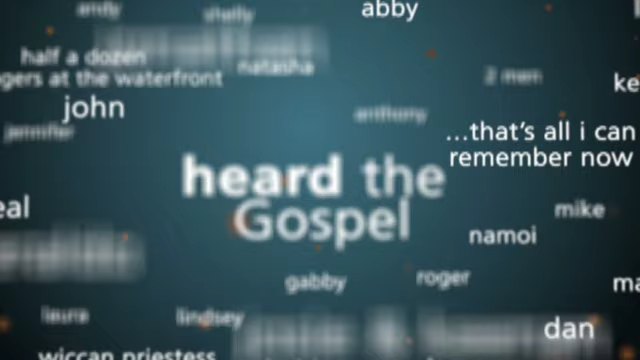 andy
shelly
abby
half a dozen
gers at the waterfront
natasha
2 men
ke
john
anthony
jennifer
...that's all i can
remember now
heard the
Gospel
eal
mike
namoi
gabby
roger
ma
laura
lindsey
dan
wiccan priestess